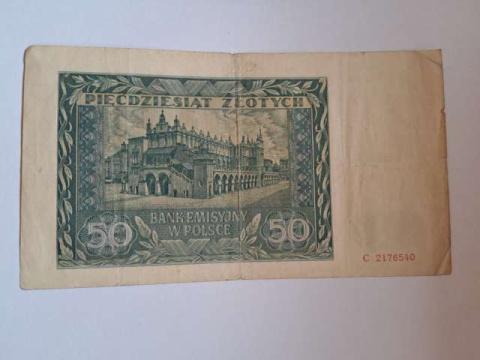 PIĘĆDZIESIĄT ZŁOTYCH
BANK EMISYJNY
W POLSCE
50
50
C 2176540